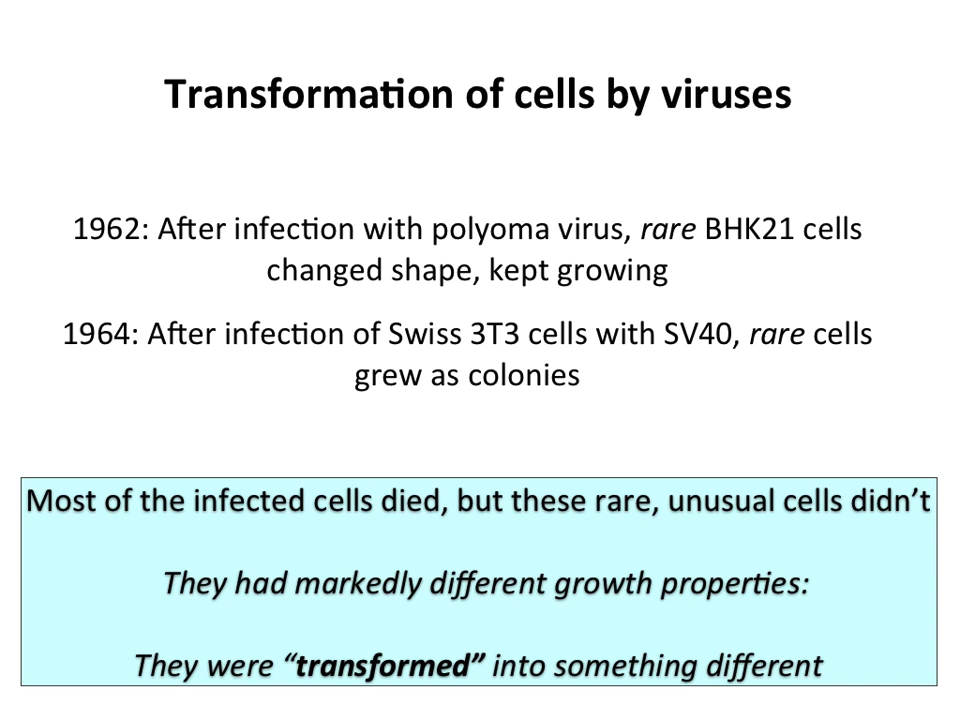 Transformation of cells by viruses
1962: After infection with polyoma virus, rare BHK21 cells
changed shape, kept growing
1964: After infection of Swiss 3T3 cells with SV40, rare cells
grew as colonies
Most of the infected cells died, but these rare, unusual cells didn’t
They had markedly different growth properties:
They were “transformed” into something different